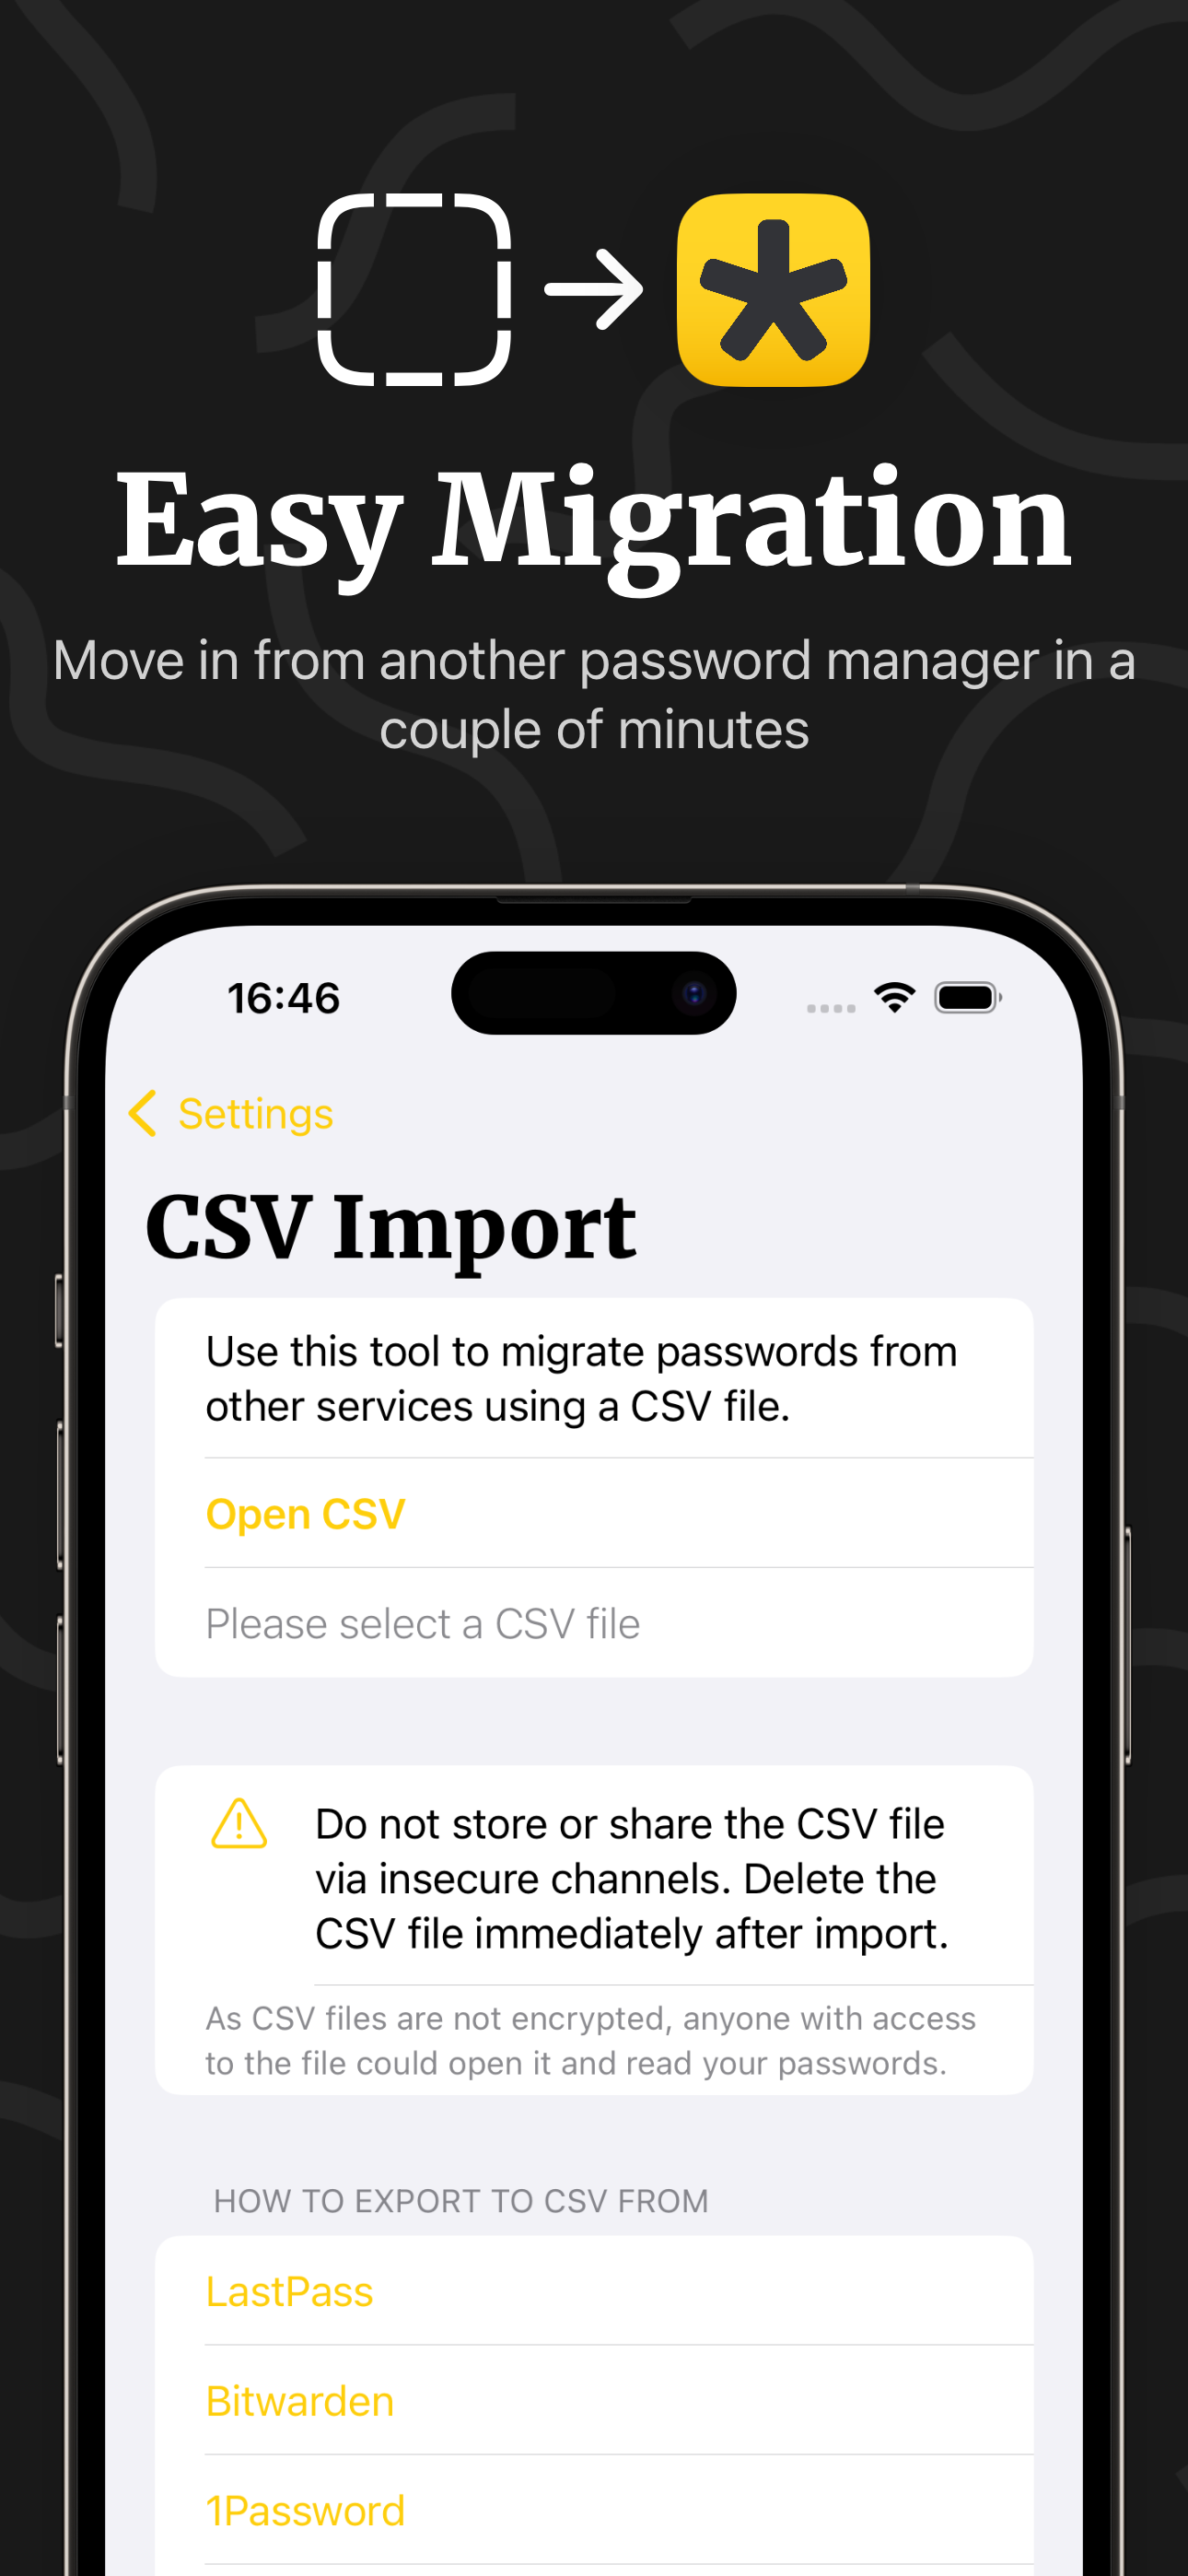 Easy Migration
Move in from another password manager in a
couple of minutes
16:46
Settings
CSV Import
Use this tool to migrate passwords from
other services using a CSV file.
Open CSV
Please select a CSV file
Do not store or share the CSV file
via insecure channels. Delete the
CSV file immediately after import.
As CSV files are not encrypted, anyone with access
to the file could open it and read your passwords.
HOW TO EXPORT TO CSV FROM
LastPass
Bitwarden
1Password